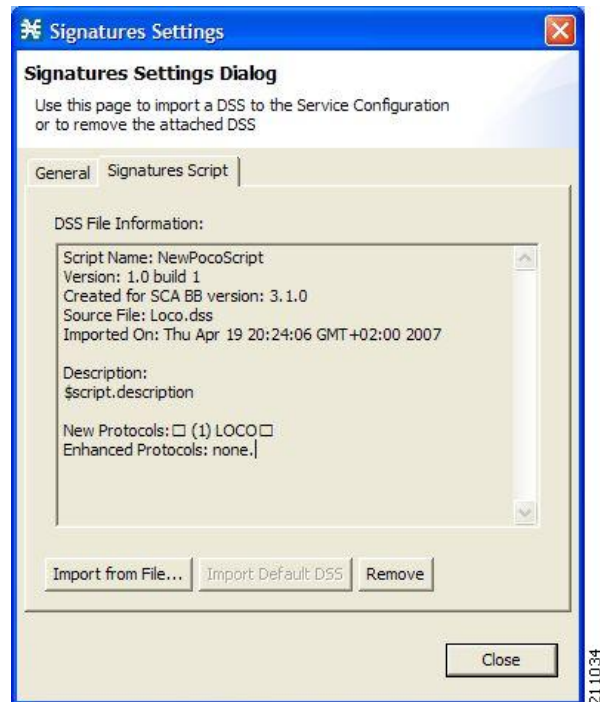 Signatures Settings
Signatures Settings Dialog
Use this page to import a DSS to the Service Configuration
or to remove the attached DSS
General Signatures Script
DSS File Information:
Script Name: NewPocoScript
Version: 1.0 build 1
Created for SCA BB version: 3.1.0
Source File: Loco.dss
Imported On: Thu Apr 19 20:24:06 GMT+02:00 2007
Description:
$script.description
New Protocols:□ (1) LOCO□
Enhanced Protocols: none.
Import from File... Import Default DSS Remove
Close
211034